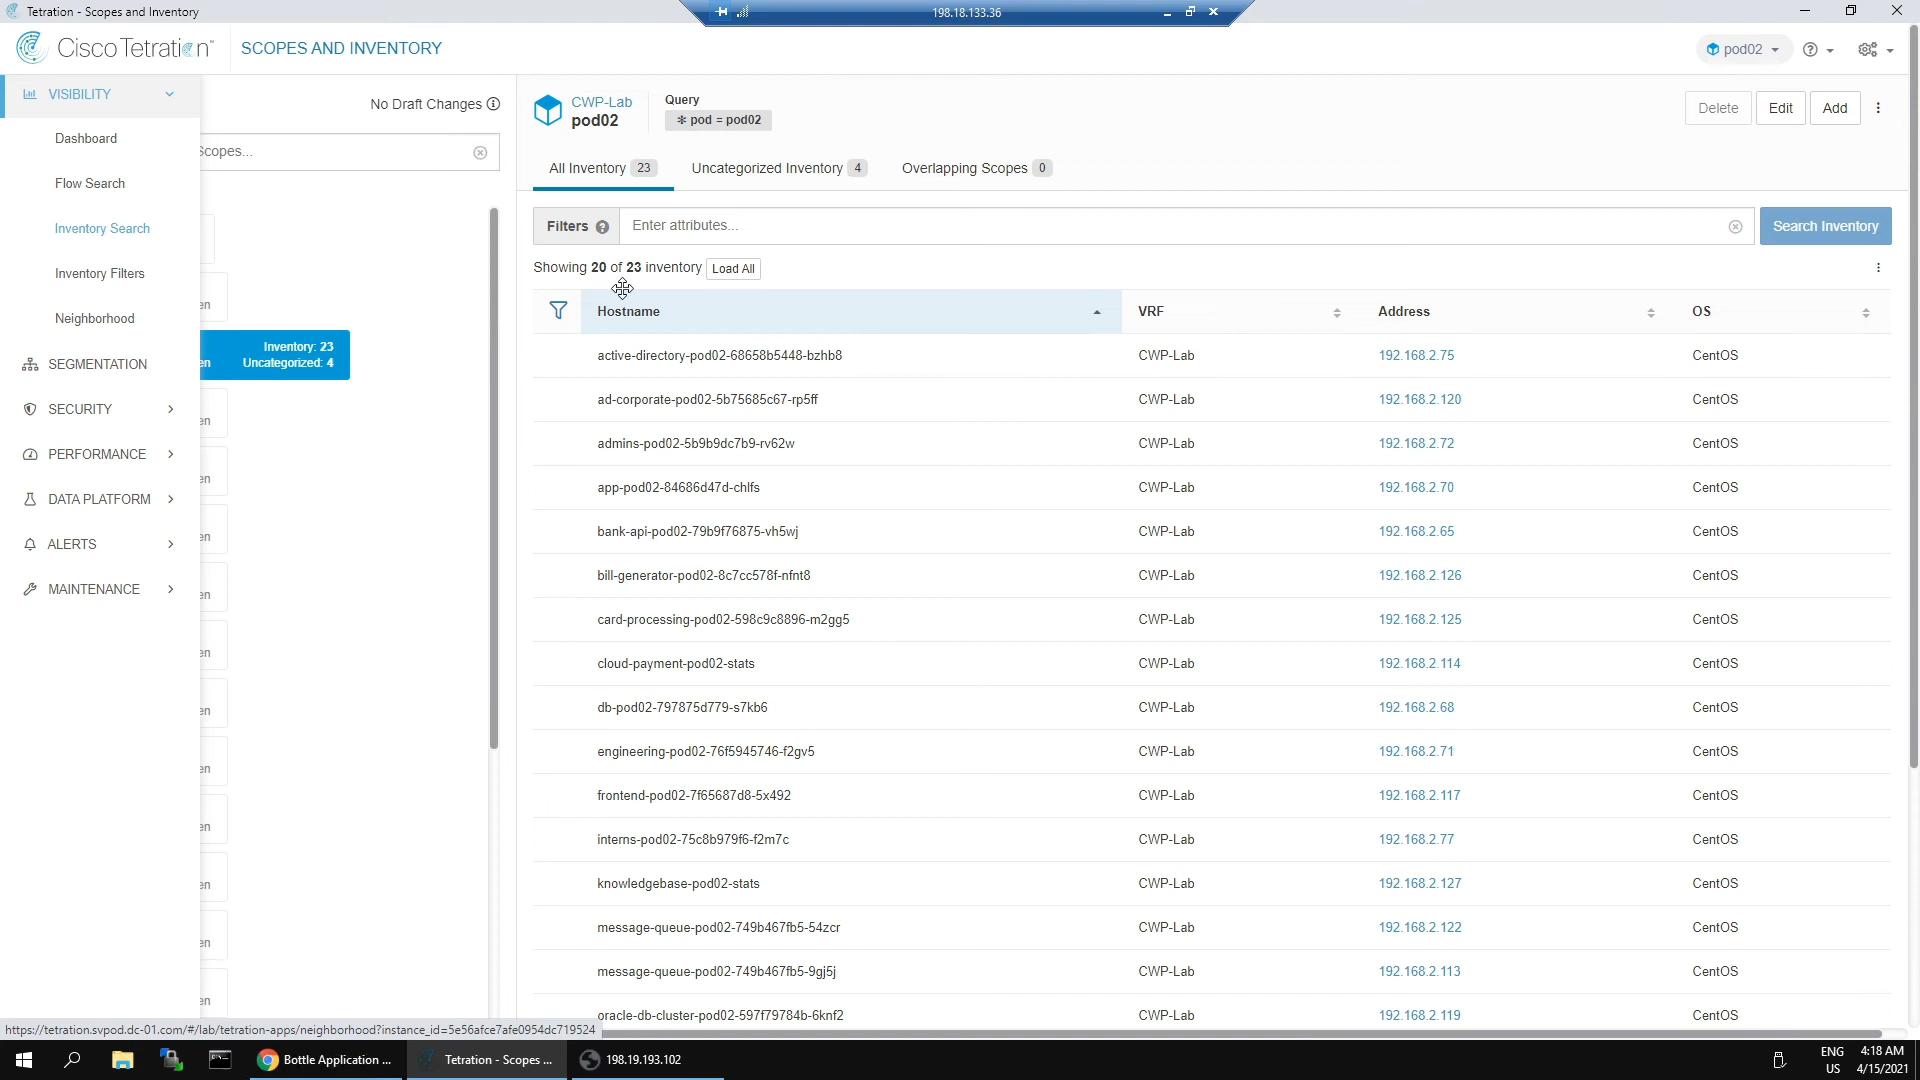 Tetration - Scopes and Inventory
198.18.133.36
Cisco Tetration™
SCOPES AND INVENTORY
pod02
VISIBILITY
Dashboard
Flow Search
Inventory Search
Inventory Filters
Neighborhood
SEGMENTATION
SECURITY
PERFORMANCE
DATA PLATFORM
ALERTS
MAINTENANCE
No Draft Changes
Scopes...
en
Inventory: 23
en Uncategorized: 4
en
en
en
en
en
en
en
en
en
en
en
CWP-Lab
pod02
Query
* pod = pod02
Delete
Edit
Add
All Inventory 23
Uncategorized Inventory 4
Overlapping Scopes 0
Filters
Enter attributes...
Search Inventory
Showing 20 of 23 inventory Load All
Hostname VRF Address OS
active-directory-pod02-68658b5448-bzhb8 CWP-Lab 192.168.2.75 CentOS
ad-corporate-pod02-5b75685c67-rp5ff CWP-Lab 192.168.2.120 CentOS
admins-pod02-5b9b9dc7b9-rv62w CWP-Lab 192.168.2.72 CentOS
app-pod02-84686d47d-chlfs CWP-Lab 192.168.2.70 CentOS
bank-api-pod02-79b9f76875-vh5wj CWP-Lab 192.168.2.65 CentOS
bill-generator-pod02-8c7cc578f-nfnt8 CWP-Lab 192.168.2.126 CentOS
card-processing-pod02-598c9c8896-m2gg5 CWP-Lab 192.168.2.125 CentOS
cloud-payment-pod02-stats CWP-Lab 192.168.2.114 CentOS
db-pod02-797875d779-s7kb6 CWP-Lab 192.168.2.68 CentOS
engineering-pod02-76f5945746-f2gv5 CWP-Lab 192.168.2.71 CentOS
frontend-pod02-7f65687d8-5x492 CWP-Lab 192.168.2.117 CentOS
interns-pod02-75c8b979f6-f2m7c CWP-Lab 192.168.2.77 CentOS
knowledgebase-pod02-stats CWP-Lab 192.168.2.127 CentOS
message-queue-pod02-749b467fb5-54zcr CWP-Lab 192.168.2.122 CentOS
message-queue-pod02-749b467fb5-9gj5j CWP-Lab 192.168.2.113 CentOS
oracle-db-cluster-pod02-597f79784b-6knf2 CWP-Lab 192.168.2.119 CentOS
https://tetration.svpod.dc-01.com/#/lab/tetration-apps/neighborhood?instance_id=5e56afce7afe0954dc719524
Bottle Application ...
Tetration - Scopes ...
198.19.193.102
ENG
US
4:18 AM
4/15/2021